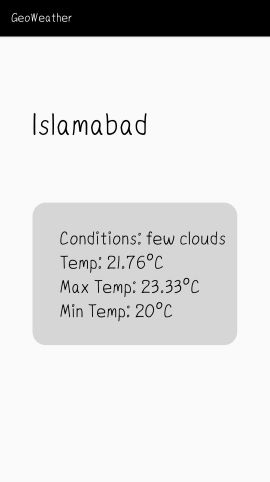 GeoWeather
Islamabad
Conditions: few clouds
Temp: 21.76°C
Max Temp: 23.33°C
Min Temp: 20°C